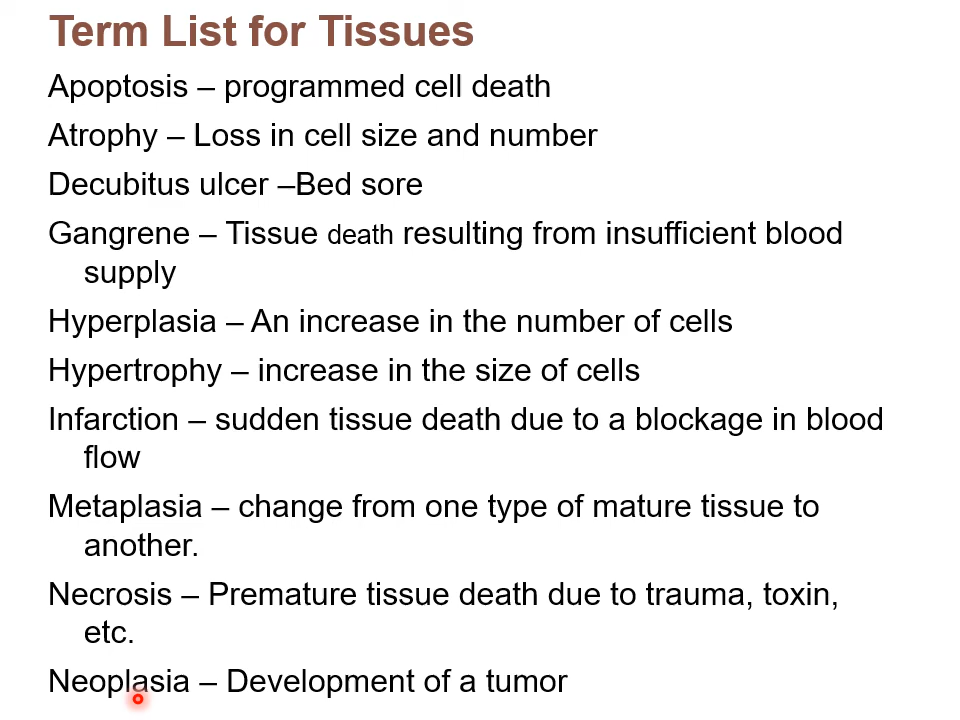 Term List for Tissues
Apoptosis – programmed cell death
Atrophy – Loss in cell size and number
Decubitus ulcer –Bed sore
Gangrene – Tissue death resulting from insufficient blood
supply
Hyperplasia – An increase in the number of cells
Hypertrophy – increase in the size of cells
Infarction – sudden tissue death due to a blockage in blood
flow
Metaplasia – change from one type of mature tissue to
another.
Necrosis – Premature tissue death due to trauma, toxin,
etc.
Neoplasia – Development of a tumor